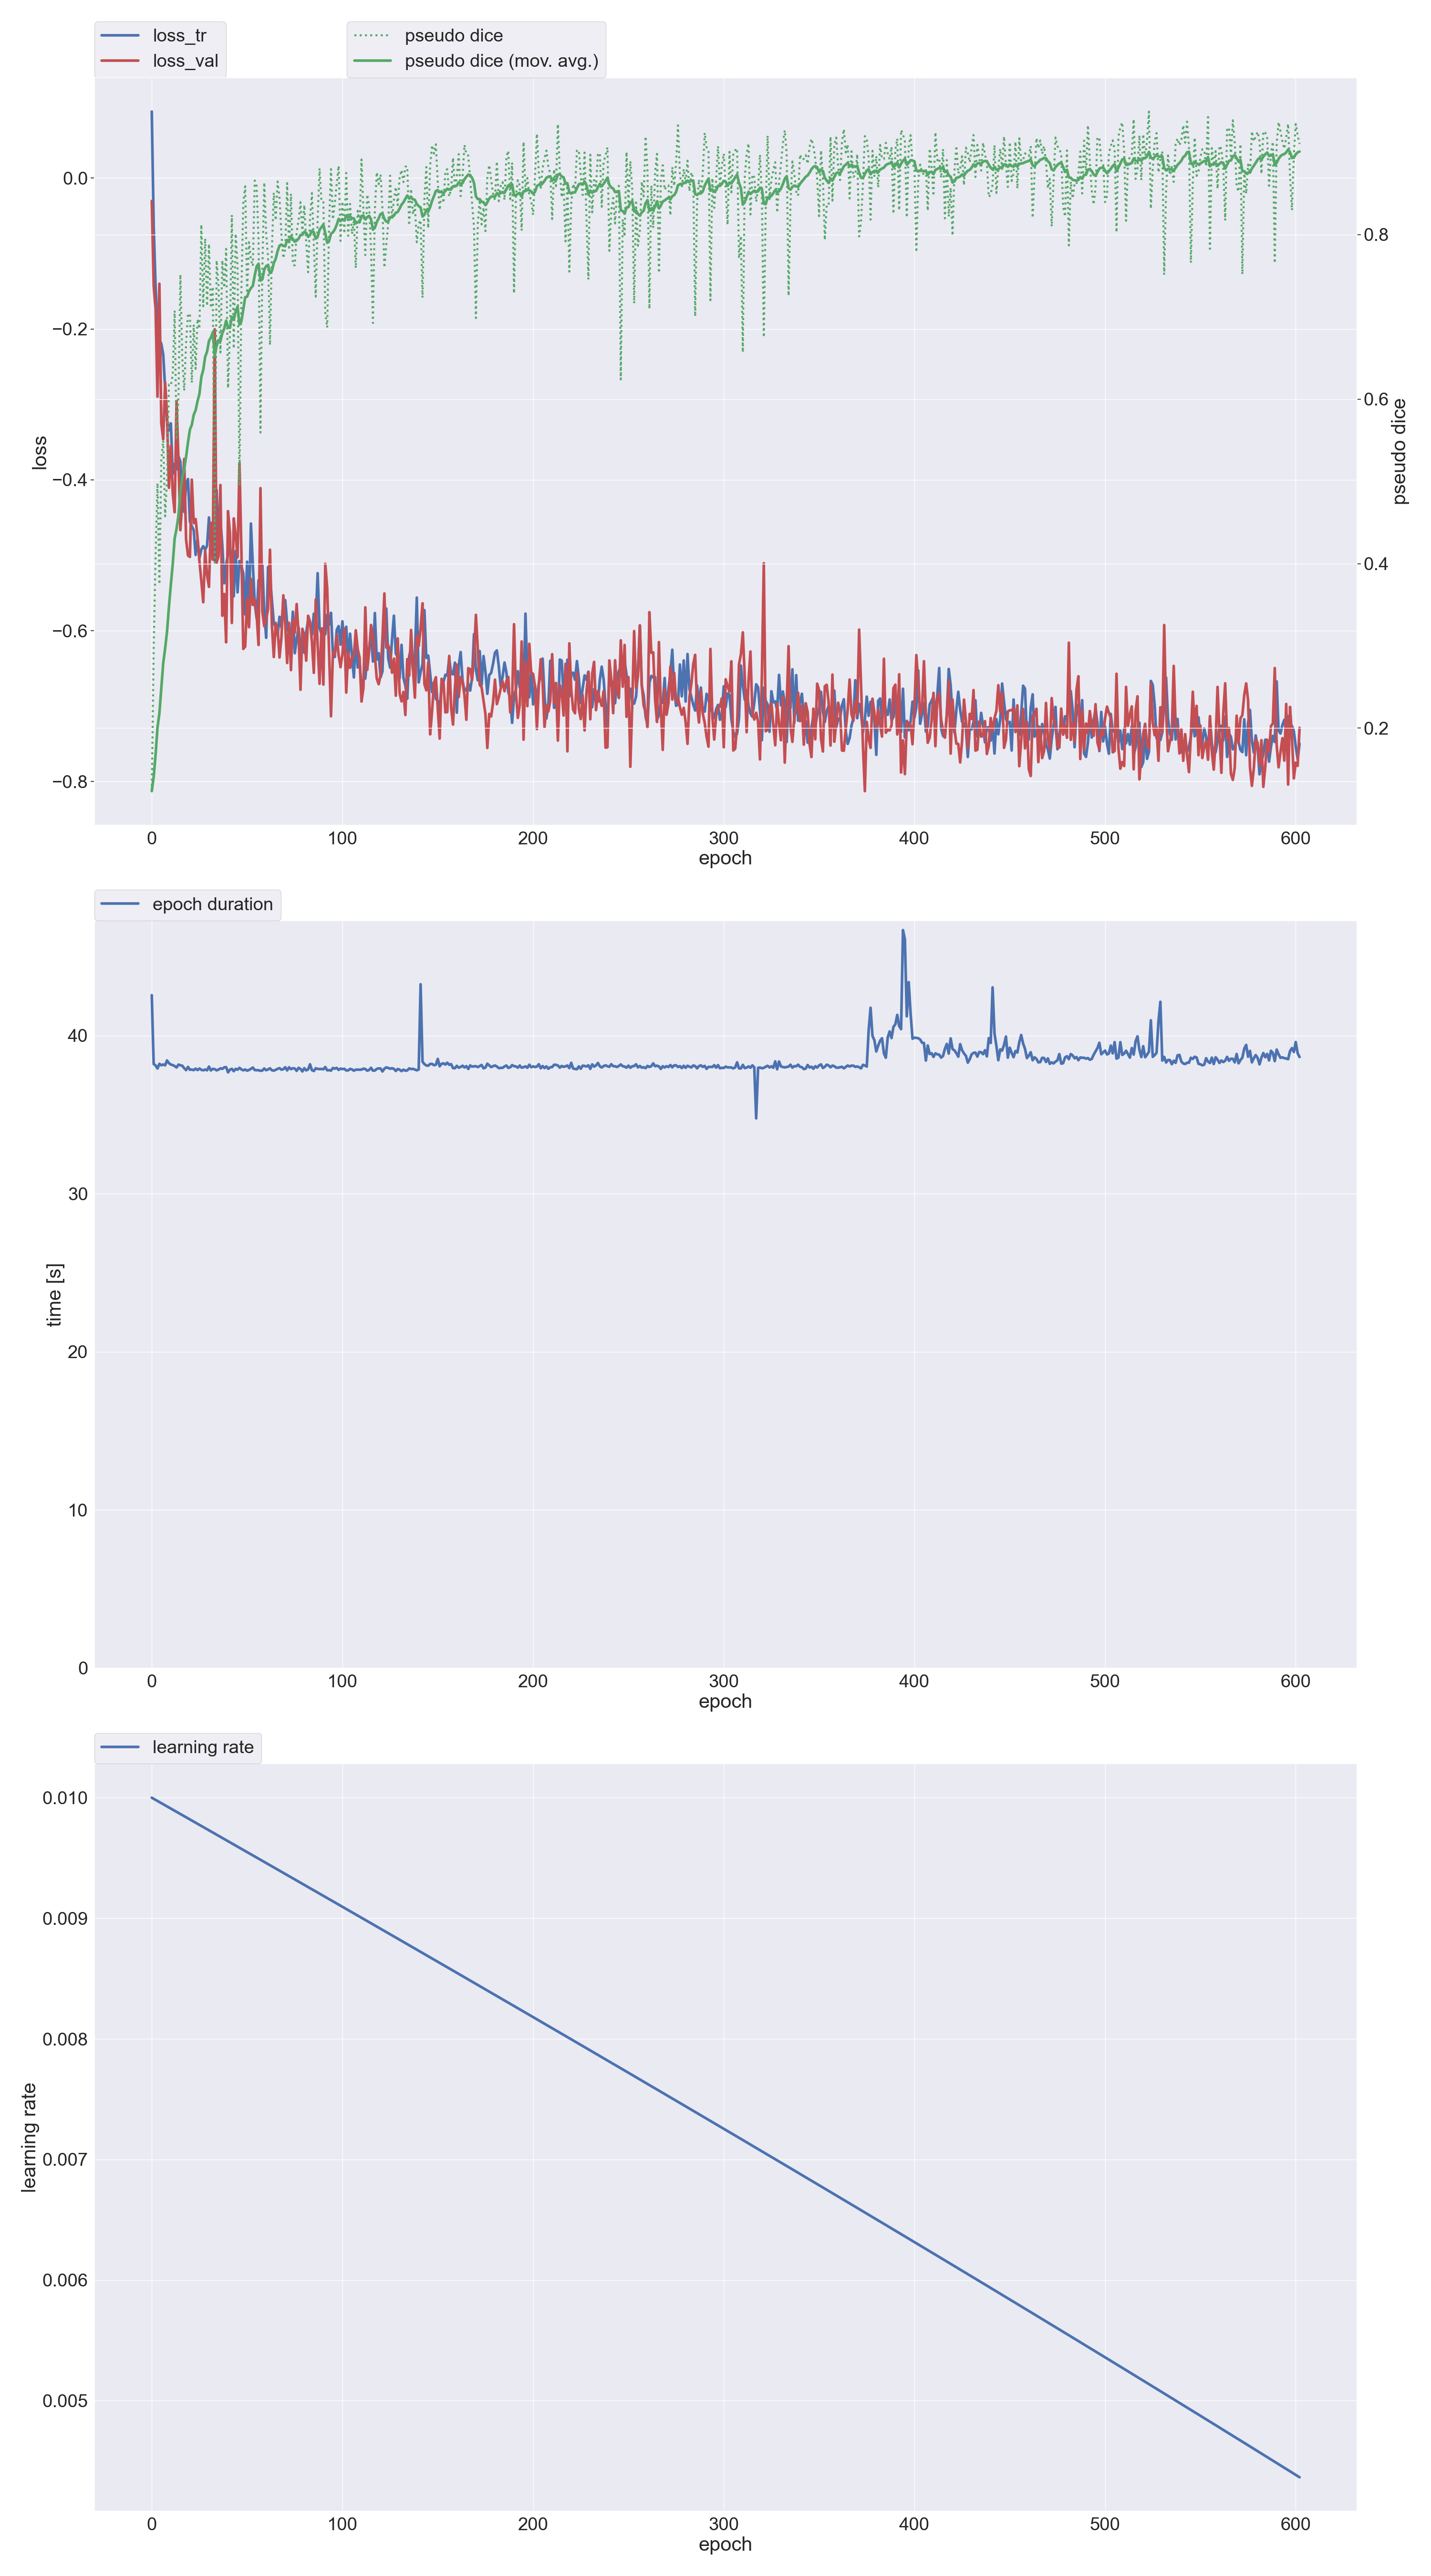 loss_tr
loss_val
pseudo dice
pseudo dice (mov. avg.)
0.0
−0.2
−0.4
−0.6
−0.8
loss
0.8
0.6
0.4
0.2
pseudo dice
0 100 200 300 400 500 600
epoch
epoch duration
40
30
20
10
0
time [s]
0 100 200 300 400 500 600
epoch
learning rate
0.010
0.009
0.008
0.007
0.006
0.005
learning rate
0 100 200 300 400 500 600
epoch